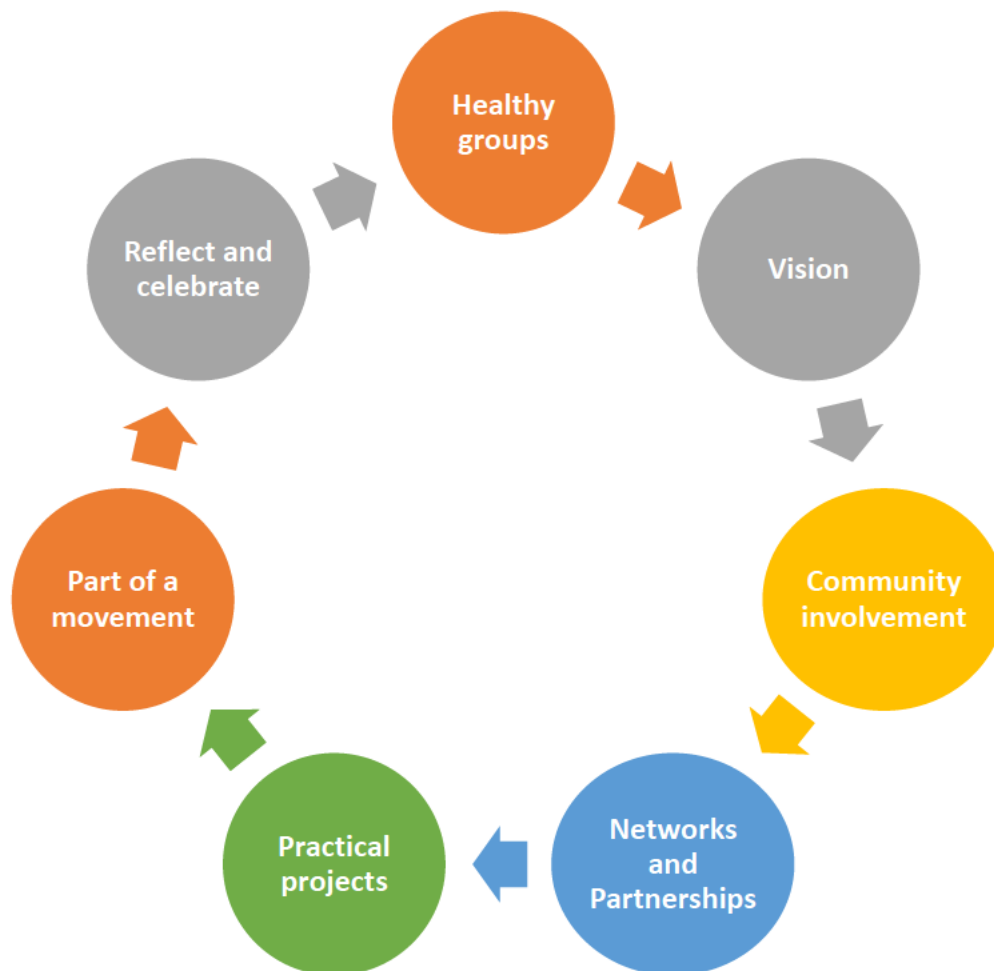 Healthy
groups
Vision
Community
involvement
Networks
and
Partnerships
Practical
projects
Part of a
movement
Reflect and
celebrate